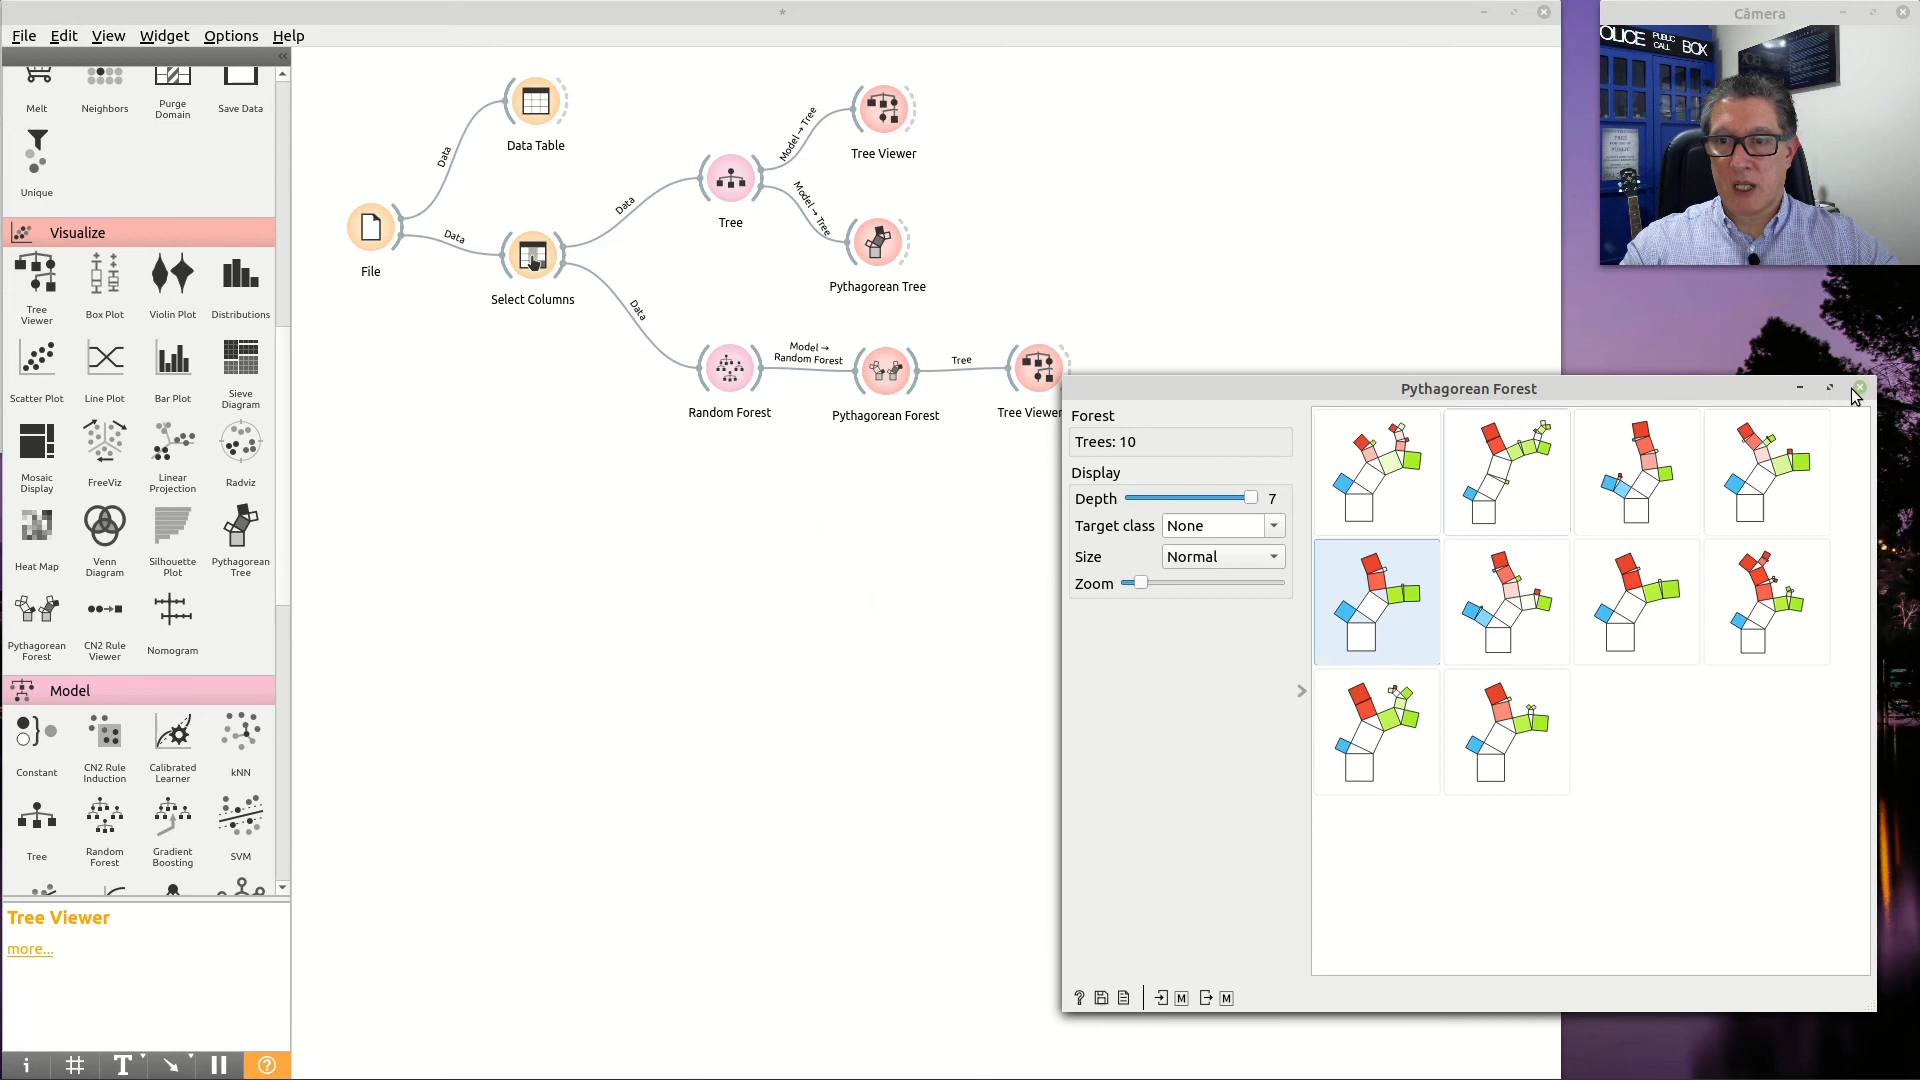 *
Câmera
File Edit View Widget Options Help
OLICE PUBLIC CALL BOX
Melt
Neighbors
Purge
Domain
Save Data
Unique
Visualize
Tree
Viewer
Box Plot
Violin Plot
Distributions
Scatter Plot
Line Plot
Bar Plot
Sieve
Diagram
Mosaic
Display
FreeViz
Linear
Projection
Radviz
Heat Map
Venn
Diagram
Silhouette
Plot
Pythagorean
Tree
Pythagorean
Forest
CN2 Rule
Viewer
Nomogram
Model
Constant
CN2 Rule
Induction
Calibrated
Learner
kNN
Tree
Random
Forest
Gradient
Boosting
SVM
Tree Viewer
more...
Data
Data Table
Data
File
Select Columns
Data
Data
Tree
Model → Tree
Model → Tree
Tree Viewer
Pythagorean Tree
Random Forest
Model →
Random Forest
Pythagorean Forest
Tree
Tree Viewer
Pythagorean Forest
Forest
Trees: 10
Display
Depth 7
Target class None
Size Normal
Zoom
? M M
i # T ?